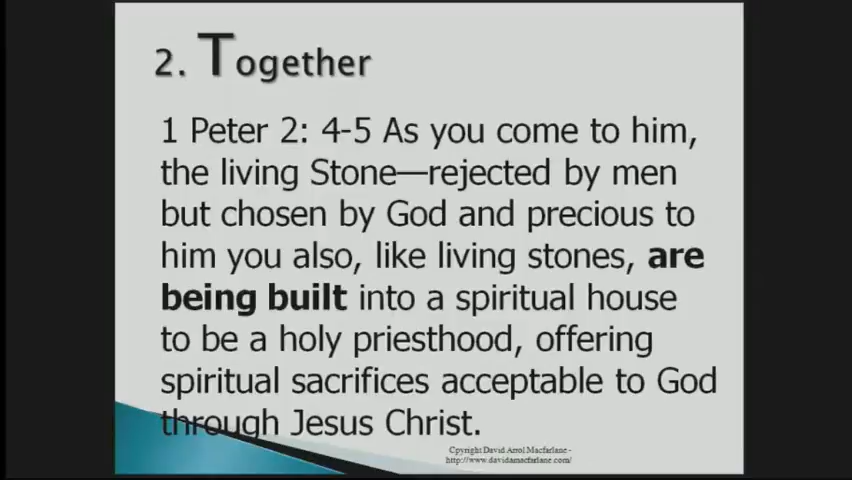 2. Together
1 Peter 2: 4-5 As you come to him,
the living Stone—rejected by men
but chosen by God and precious to
him you also, like living stones, are
being built into a spiritual house
to be a holy priesthood, offering
spiritual sacrifices acceptable to God
through Jesus Christ.
Cpyright David Arrol Macfarlane -
http://www.davidamacfarlane.com/